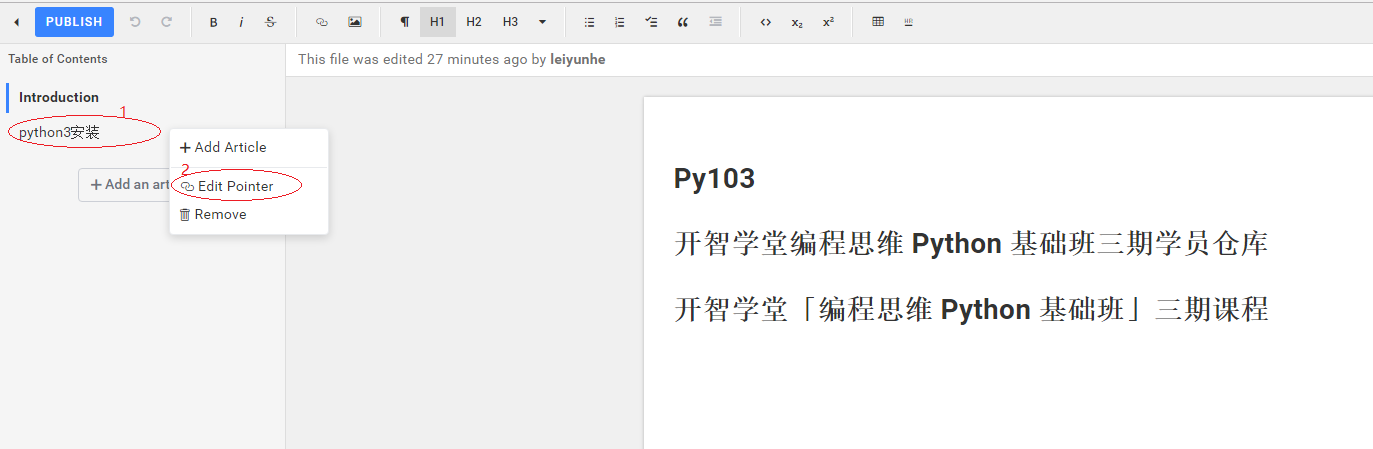 PUBLISH B i S ¶ H1 H2 H3 x₂ x²
Table of Contents
This file was edited 27 minutes ago by leiyunhe
Introduction
1
python3安装
Add Article
2
Add an art
Edit Pointer
Remove
Py103
开智学堂编程思维 Python 基础班三期学员仓库
开智学堂「编程思维 Python 基础班」三期课程